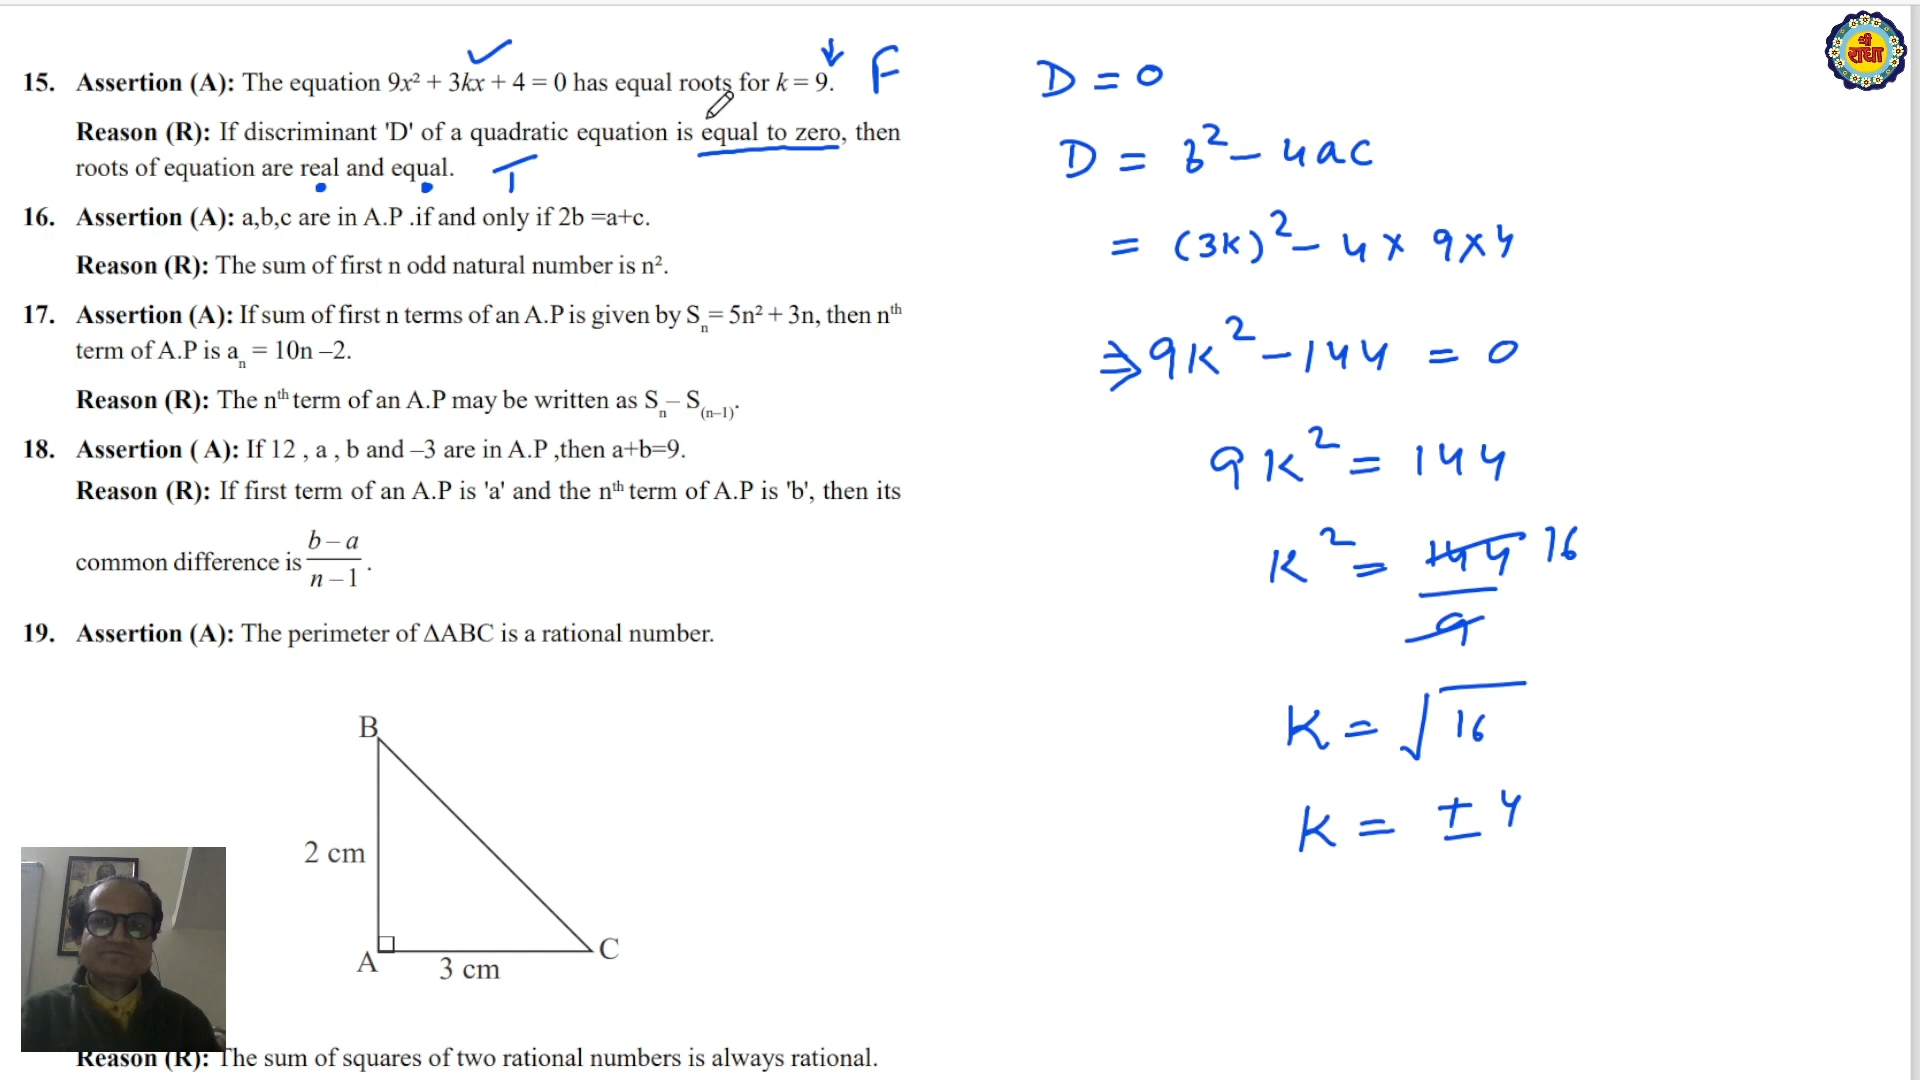 15. Assertion (A): The equation 9x² + 3kx + 4 = 0 has equal roots for k = 9. F
Reason (R): If discriminant 'D' of a quadratic equation is equal to zero, then
roots of equation are real and equal. T
16. Assertion (A): a,b,c are in A.P .if and only if 2b =a+c.
Reason (R): The sum of first n odd natural number is n².
17. Assertion (A): If sum of first n terms of an A.P is given by Sₙ = 5n² + 3n, then nᵗʰ
term of A.P is aₙ = 10n –2.
Reason (R): The nᵗʰ term of an A.P may be written as Sₙ – S₍ₙ₋₁₎.
18. Assertion ( A): If 12 , a , b and –3 are in A.P ,then a+b=9.
Reason (R): If first term of an A.P is 'a' and the nᵗʰ term of A.P is 'b', then its
common difference is (b – a)/(n – 1) .
19. Assertion (A): The perimeter of ΔABC is a rational number.
B
2 cm
A
3 cm
C
Reason (R): The sum of squares of two rational numbers is always rational.
D = 0
D = b² – 4ac
= (3k)² – 4 × 9 × 4
⇒ 9k² – 144 = 0
9k² = 144
k² = 144/9 16
k = √16
k = ± 4
श्री
राधा